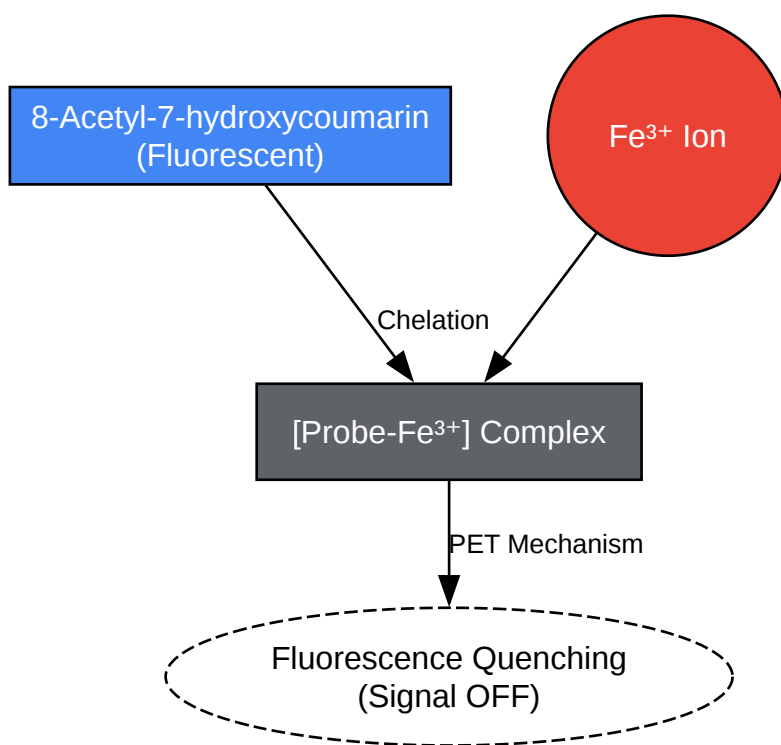 8-Acetyl-7-hydroxycoumarin
(Fluorescent)
Fe³⁺ Ion
Chelation
[Probe-Fe³⁺] Complex
PET Mechanism
Fluorescence Quenching
(Signal OFF)